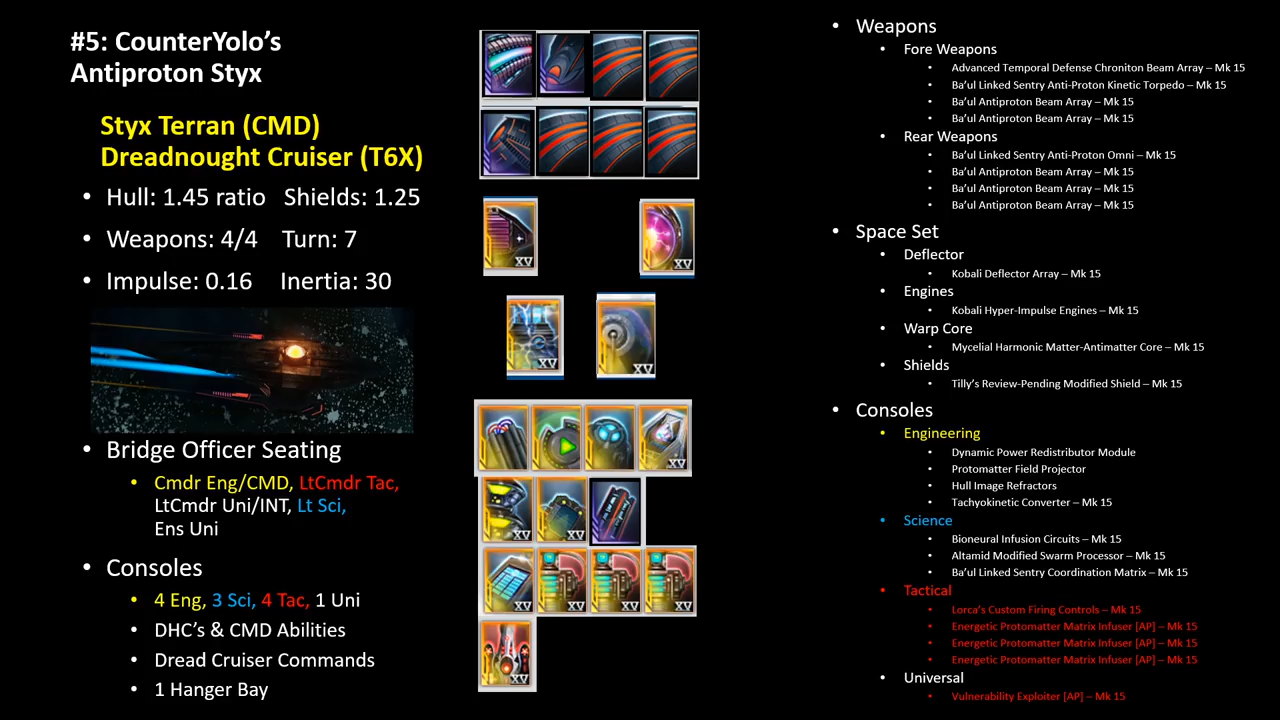 #5: CounterYolo's
Antiproton Styx
Styx Terran (CMD)
Dreadnought Cruiser (T6X)
• Hull: 1.45 ratio Shields: 1.25
• Weapons: 4/4 Turn: 7
• Impulse: 0.16 Inertia: 30
• Bridge Officer Seating
• Cmdr Eng/CMD, LtCmdr Tac,
LtCmdr Uni/INT, Lt Sci,
Ens Uni
• Consoles
• 4 Eng, 3 Sci, 4 Tac, 1 Uni
• DHC's & CMD Abilities
• Dread Cruiser Commands
• 1 Hanger Bay
XV
XV
XV
XV
XV
XV
XV
XV
XV
XV
XV
XV
• Weapons
• Fore Weapons
• Advanced Temporal Defense Chroniton Beam Array – Mk 15
• Ba'ul Linked Sentry Anti-Proton Kinetic Torpedo – Mk 15
• Ba'ul Antiproton Beam Array – Mk 15
• Ba'ul Antiproton Beam Array – Mk 15
• Rear Weapons
• Ba'ul Linked Sentry Anti-Proton Omni – Mk 15
• Ba'ul Antiproton Beam Array – Mk 15
• Ba'ul Antiproton Beam Array – Mk 15
• Ba'ul Antiproton Beam Array – Mk 15
• Space Set
• Deflector
• Kobali Deflector Array – Mk 15
• Engines
• Kobali Hyper-Impulse Engines – Mk 15
• Warp Core
• Mycelial Harmonic Matter-Antimatter Core – Mk 15
• Shields
• Tilly's Review-Pending Modified Shield – Mk 15
• Consoles
• Engineering
• Dynamic Power Redistributor Module
• Protomatter Field Projector
• Hull Image Refractors
• Tachyokinetic Converter – Mk 15
• Science
• Bioneural Infusion Circuits – Mk 15
• Altamid Modified Swarm Processor – Mk 15
• Ba'ul Linked Sentry Coordination Matrix – Mk 15
• Tactical
• Lorca's Custom Firing Controls – Mk 15
• Energetic Protomatter Matrix Infuser [AP] – Mk 15
• Energetic Protomatter Matrix Infuser [AP] – Mk 15
• Energetic Protomatter Matrix Infuser [AP] – Mk 15
• Universal
• Vulnerability Exploiter [AP] – Mk 15